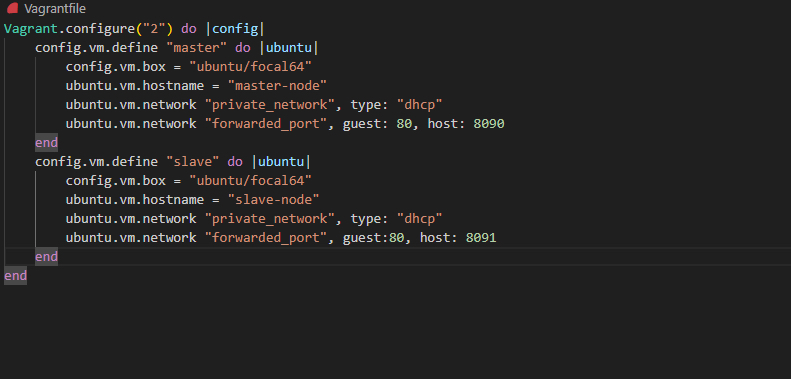 Vagrantfile
Vagrant.configure("2") do |config|
    config.vm.define "master" do |ubuntu|
        config.vm.box = "ubuntu/focal64"
        ubuntu.vm.hostname = "master-node"
        ubuntu.vm.network "private_network", type: "dhcp"
        ubuntu.vm.network "forwarded_port", guest: 80, host: 8090
    end
    config.vm.define "slave" do |ubuntu|
        config.vm.box = "ubuntu/focal64"
        ubuntu.vm.hostname = "slave-node"
        ubuntu.vm.network "private_network", type: "dhcp"
        ubuntu.vm.network "forwarded_port", guest:80, host: 8091
    end
end